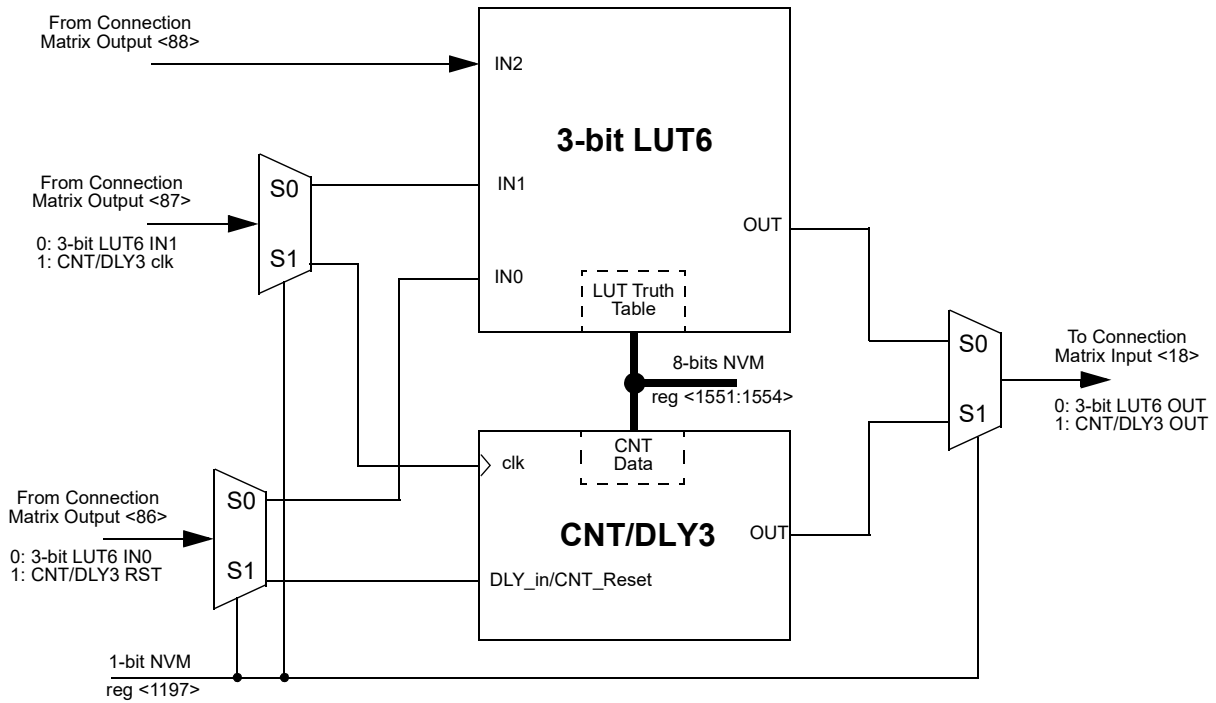 From Connection
Matrix Output <88>
IN2
3-bit LUT6
From Connection
Matrix Output <87>
0: 3-bit LUT6 IN1
1: CNT/DLY3 clk
S0
S1
IN1
IN0
OUT
LUT Truth
Table
8-bits NVM
reg <1551:1554>
S0
S1
To Connection
Matrix Input <18>
0: 3-bit LUT6 OUT
1: CNT/DLY3 OUT
CNT
Data
clk
CNT/DLY3
OUT
DLY_in/CNT_Reset
From Connection
Matrix Output <86>
0: 3-bit LUT6 IN0
1: CNT/DLY3 RST
S0
S1
1-bit NVM
reg <1197>